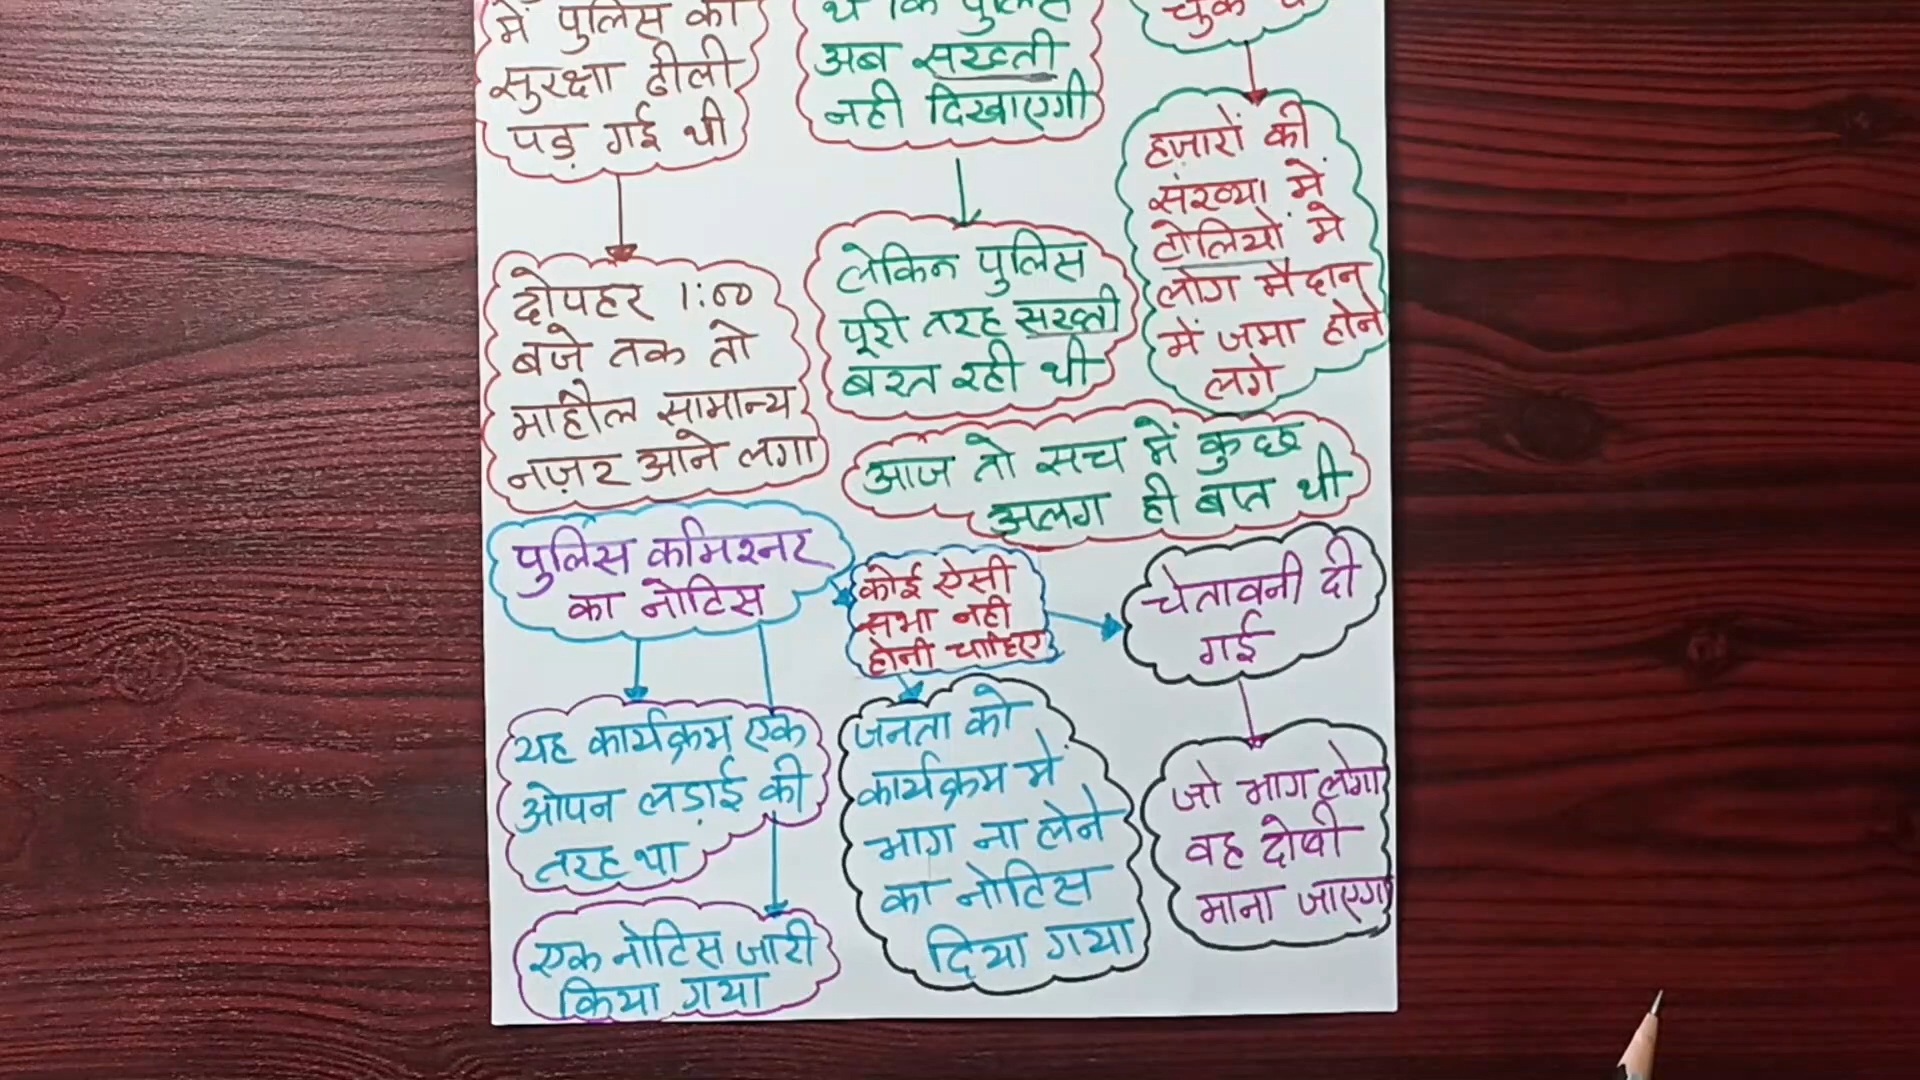 में पुलिस की
सुरक्षा ढीली
पड़ गई थी
दोपहर 1:00
बजे तक तो
माहौल सामान्य
नज़र आने लगा
थे कि पुलिस
अब सख्ती
नही दिखाएगी
लेकिन पुलिस
पूरी तरह सख्ती
बरत रही थी
हजारों की
संख्या में
टोलियों में
लोग मैदान
में जमा होने
लगे
आज तो सच में कुछ
अलग ही बात थी
पुलिस कमिश्नर
का नोटिस
कोई ऐसी
सभा नही
होनी चाहिए
चेतावनी दी
गई
यह कार्यक्रम एक
ओपन लड़ाई की
तरह था
एक नोटिस जारी
किया गया
जनता को
कार्यक्रम मे
भाग ना लेने
का नोटिस
दिया गया
जो भाग लेगा
वह दोषी
माना जाएगा